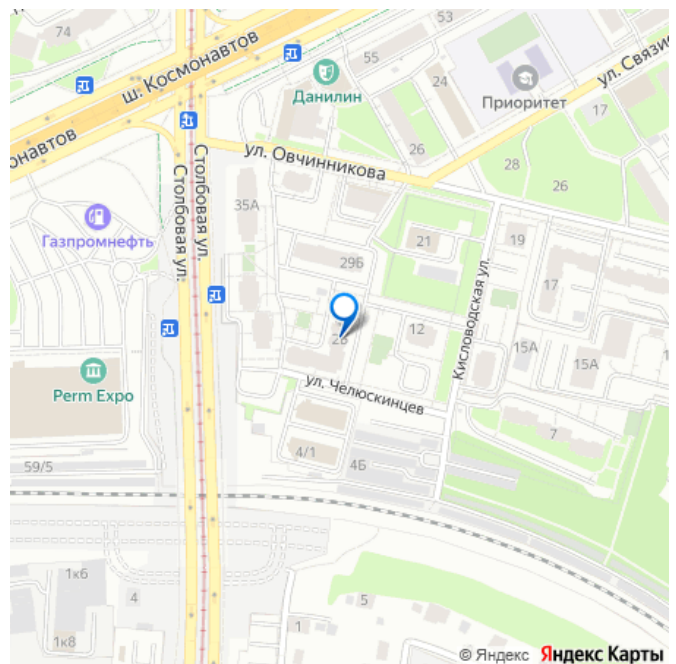 74
53
ш. Космонавтов
55
ул. Связис
Данилин
24
Приоритет
17
онавтов
26
ул. Овчинникова
28
26
Столбовая ул.
Столбовая ул.
35А
Газпромнефть
21
19
29Б
17
Кисловодская ул.
12
15А
15А
Perm Expo
ул. Челюскинцев
7
4/1
4Б
59/5
1к6
4
5
1
1к8
© Яндекс Яндекс Карты